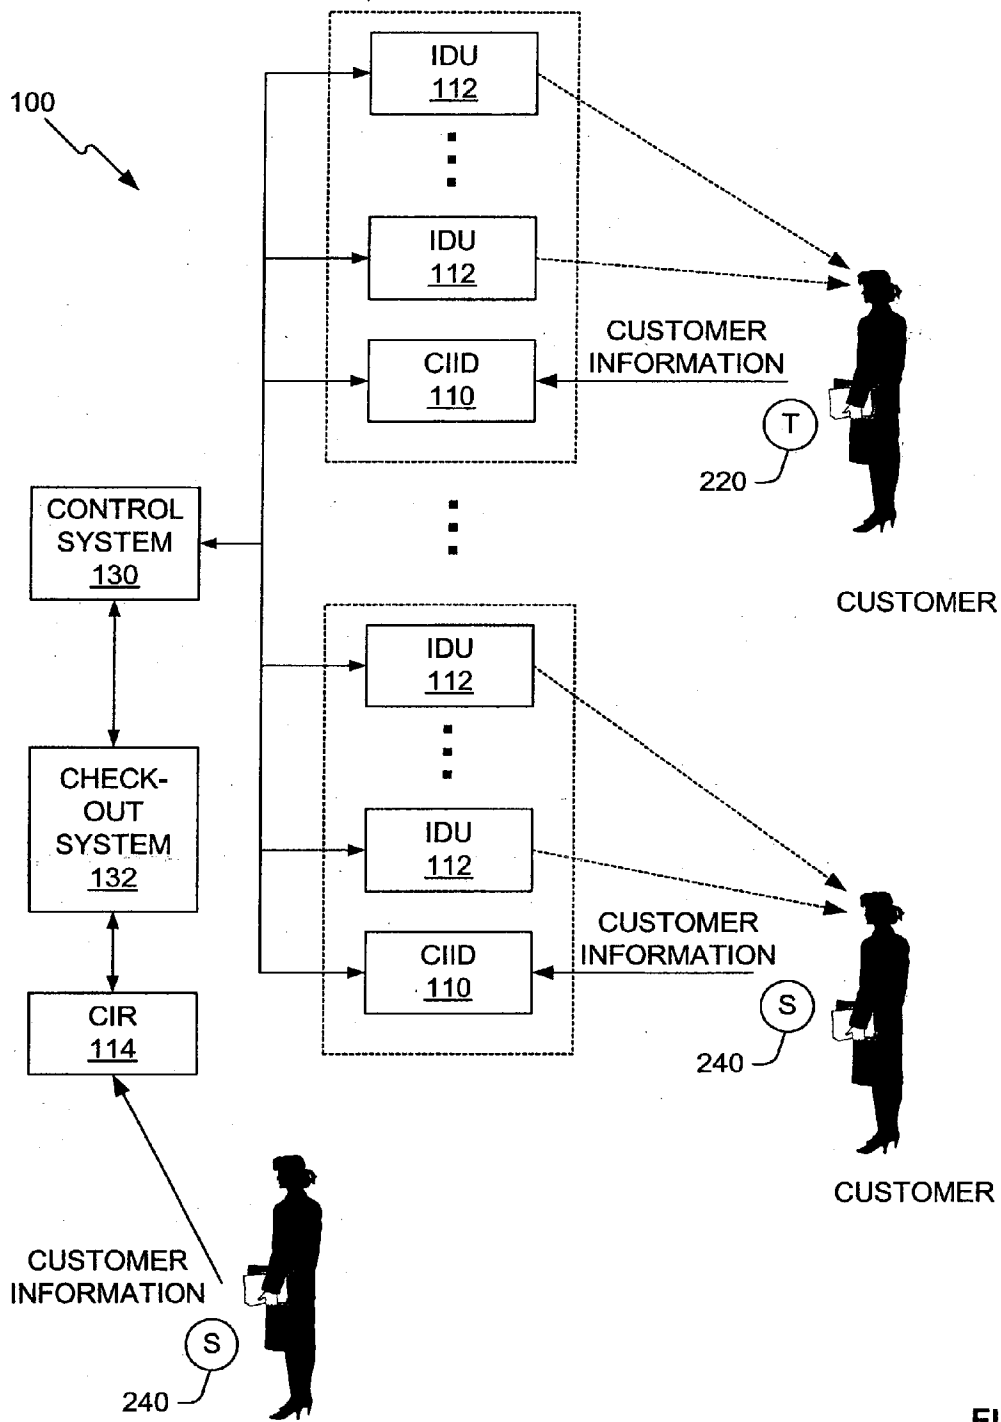 100
IDU
112
IDU
112
CIID
110
CUSTOMER
INFORMATION
T
220
CUSTOMER
CONTROL
SYSTEM
130
CHECK-
OUT
SYSTEM
132
CIR
114
IDU
112
IDU
112
CIID
110
CUSTOMER
INFORMATION
S
240
CUSTOMER
CUSTOMER
INFORMATION
S
240